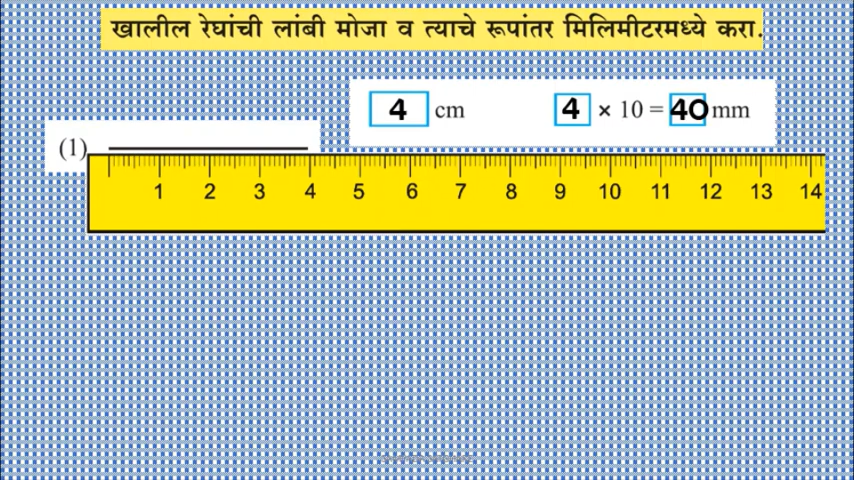 खालील रेघांची लांबी मोजा व त्याचे रूपांतर मिलिमीटरमध्ये करा.
4 cm 4 × 10 = 40 mm
(1)
1 2 3 4 5 6 7 8 9 10 11 12 13 14